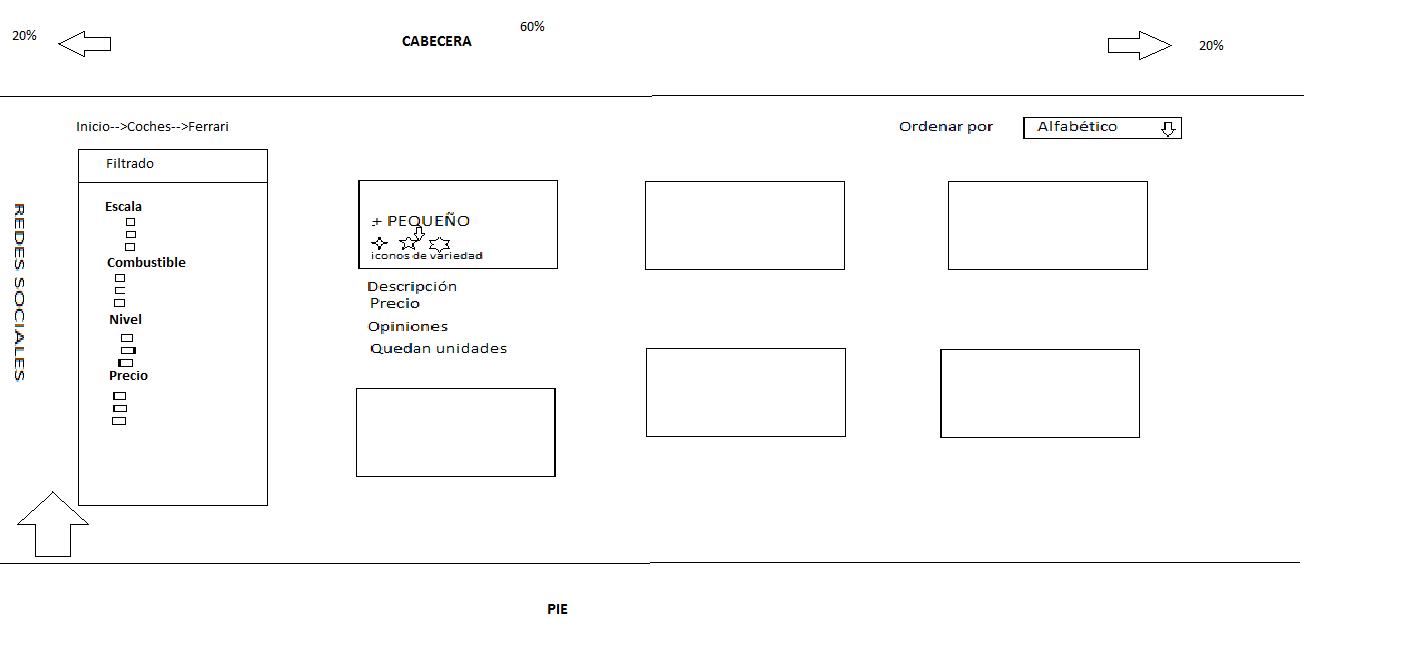 20%
CABECERA
60%
20%
Inicio-->Coches-->Ferrari
Ordenar por
Alfabético
Filtrado
Escala
Combustible
Nivel
Precio
REDES SOCIALES
+ PEQUEÑO
iconos de variedad
Descripción
Precio
Opiniones
Quedan unidades
PIE